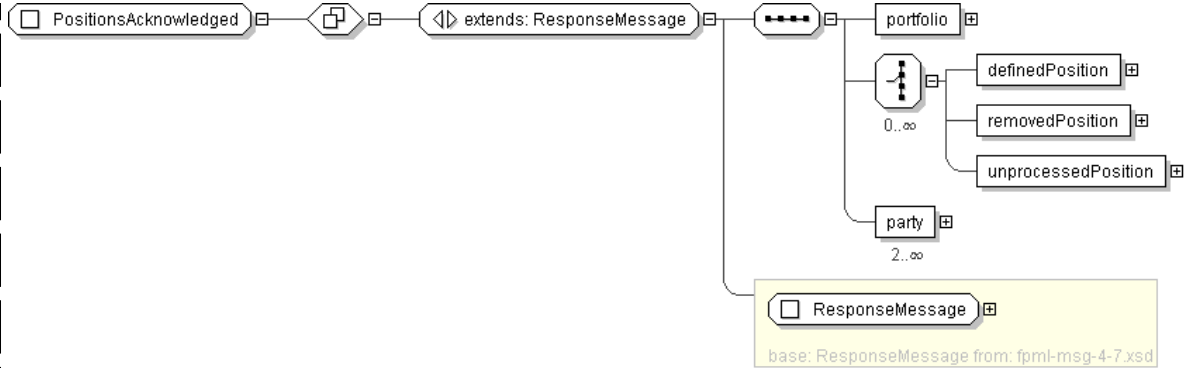 PositionsAcknowledged
extends: ResponseMessage
portfolio
definedPosition
0..∞
removedPosition
unprocessedPosition
party
2..∞
ResponseMessage
base: ResponseMessage from: fpml-msg-4-7.xsd